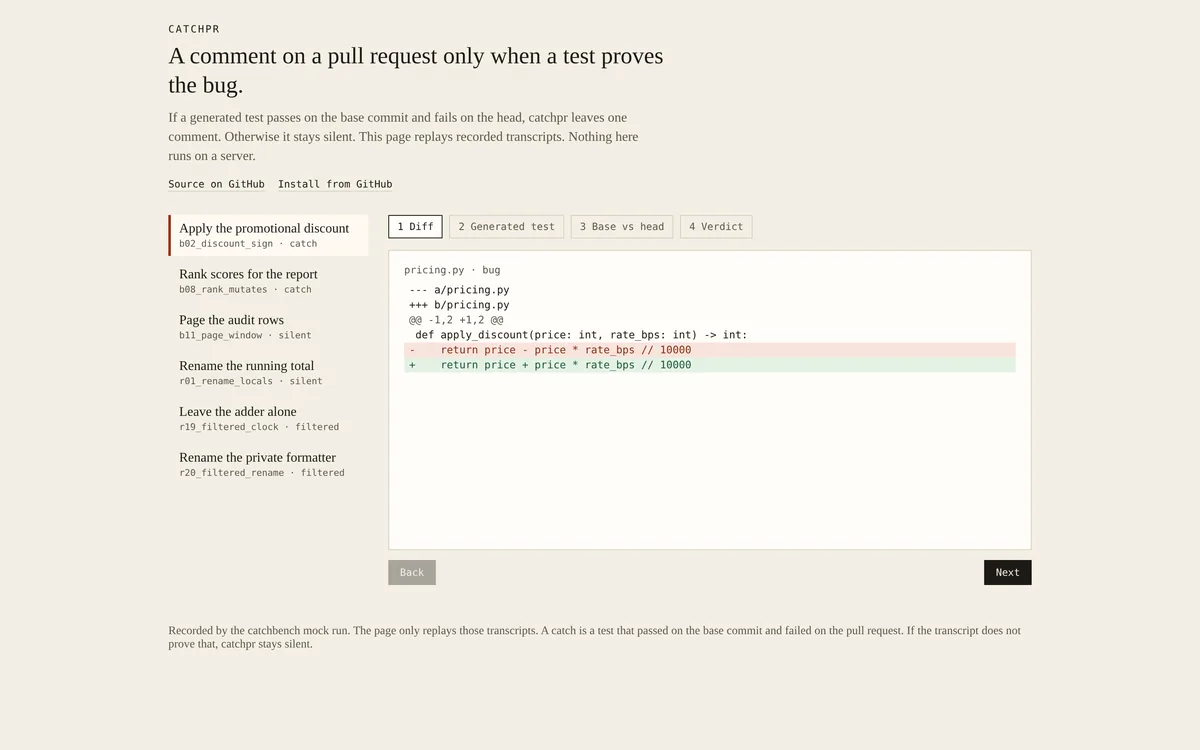 CATCHPR
A comment on a pull request only when a test proves
the bug.
If a generated test passes on the base commit and fails on the head, catchpr leaves one
comment. Otherwise it stays silent. This page replays recorded transcripts. Nothing here
runs on a server.
Source on GitHub Install from GitHub
Apply the promotional discount
b02_discount_sign · catch
Rank scores for the report
b08_rank_mutates · catch
Page the audit rows
b11_page_window · silent
Rename the running total
r01_rename_locals · silent
Leave the adder alone
r19_filtered_clock · filtered
Rename the private formatter
r20_filtered_rename · filtered
1 Diff 2 Generated test 3 Base vs head 4 Verdict
pricing.py · bug
--- a/pricing.py
+++ b/pricing.py
@@ -1,2 +1,2 @@
 def apply_discount(price: int, rate_bps: int) -> int:
-    return price - price * rate_bps // 10000
+    return price + price * rate_bps // 10000
Back Next
Recorded by the catchbench mock run. The page only replays those transcripts. A catch is a test that passed on the base commit and failed on the pull request. If the transcript does not
prove that, catchpr stays silent.